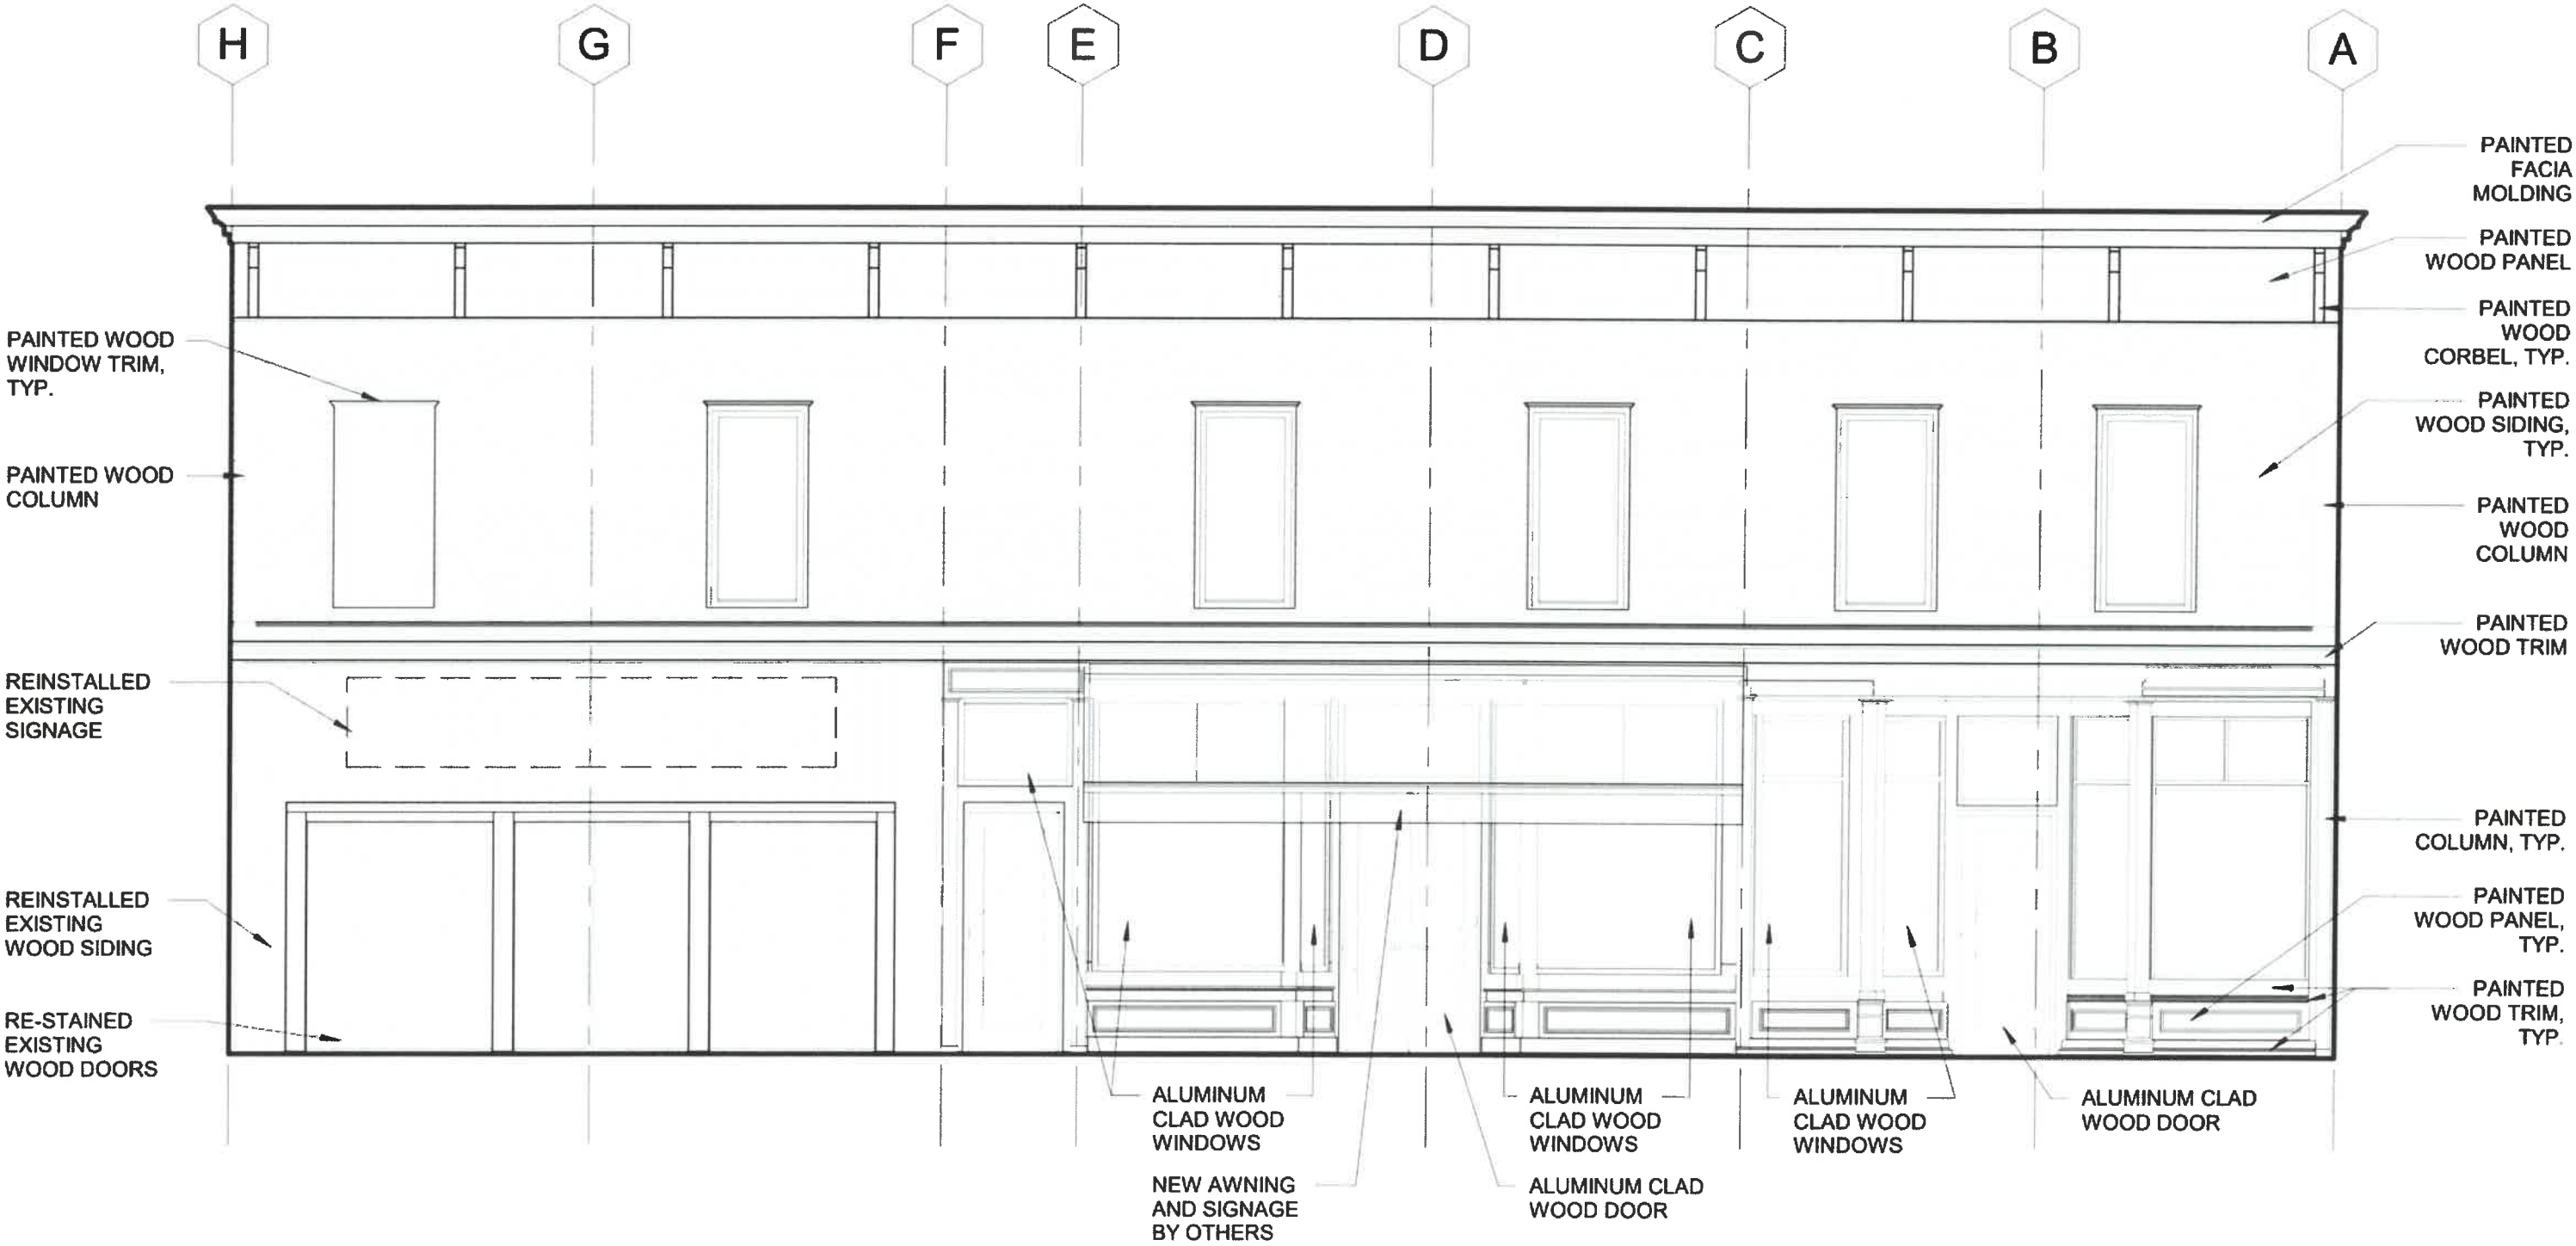 H
G
F
E
D
C
B
A
PAINTED
FACIA
MOLDING
PAINTED
WOOD PANEL
PAINTED
WOOD
CORBEL, TYP.
PAINTED
WOOD SIDING,
TYP.
PAINTED
WOOD
COLUMN
PAINTED
WOOD TRIM
PAINTED
COLUMN, TYP.
PAINTED
WOOD PANEL,
TYP.
PAINTED
WOOD TRIM,
TYP.
PAINTED WOOD
WINDOW TRIM,
TYP.
PAINTED WOOD
COLUMN
REINSTALLED
EXISTING
SIGNAGE
REINSTALLED
EXISTING
WOOD SIDING
RE-STAINED
EXISTING
WOOD DOORS
ALUMINUM
CLAD WOOD
WINDOWS
NEW AWNING
AND SIGNAGE
BY OTHERS
ALUMINUM
CLAD WOOD
WINDOWS
ALUMINUM CLAD
WOOD DOOR
ALUMINUM
CLAD WOOD
WINDOWS
ALUMINUM CLAD
WOOD DOOR